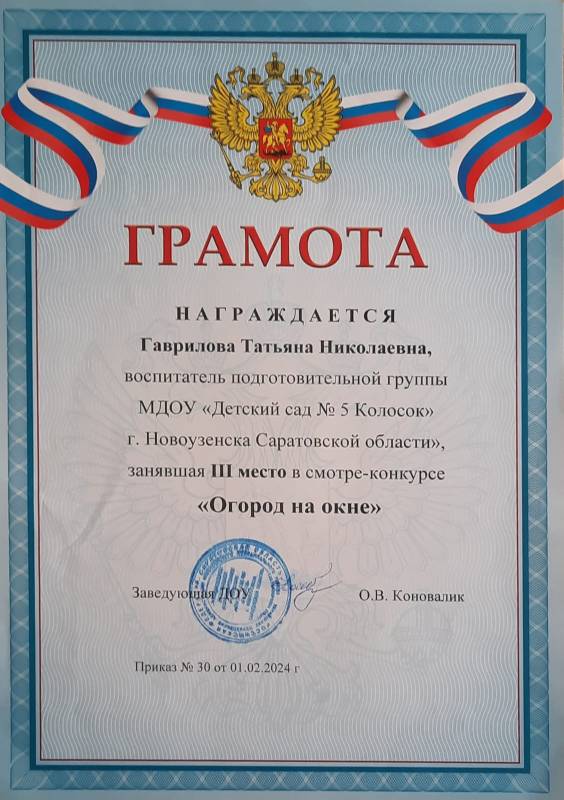 ГРАМОТА
НАГРАЖДАЕТСЯ
Гаврилова Татьяна Николаевна,
воспитатель подготовительной группы
МДОУ «Детский сад № 5 Колосок»
г. Новоузенска Саратовской области»,
занявшая III место в смотре-конкурсе
«Огород на окне»
Заведующая ДОУ О.В. Коновалик
Приказ № 30 от 01.02.2024 г